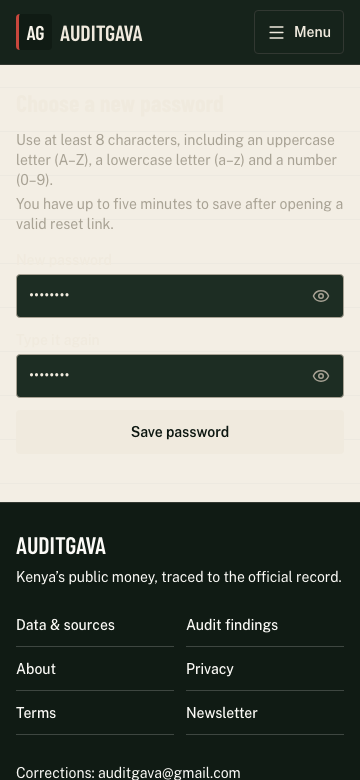 AG AUDITGAVA Menu
Choose a new password
Use at least 8 characters, including an uppercase
letter (A–Z), a lowercase letter (a–z) and a number
(0–9).
You have up to five minutes to save after opening a
valid reset link.
New password
••••••••
Type it again
••••••••
Save password
AUDITGAVA
Kenya’s public money, traced to the official record.
Data & sources Audit findings
About Privacy
Terms Newsletter
Corrections: auditgava@gmail.com